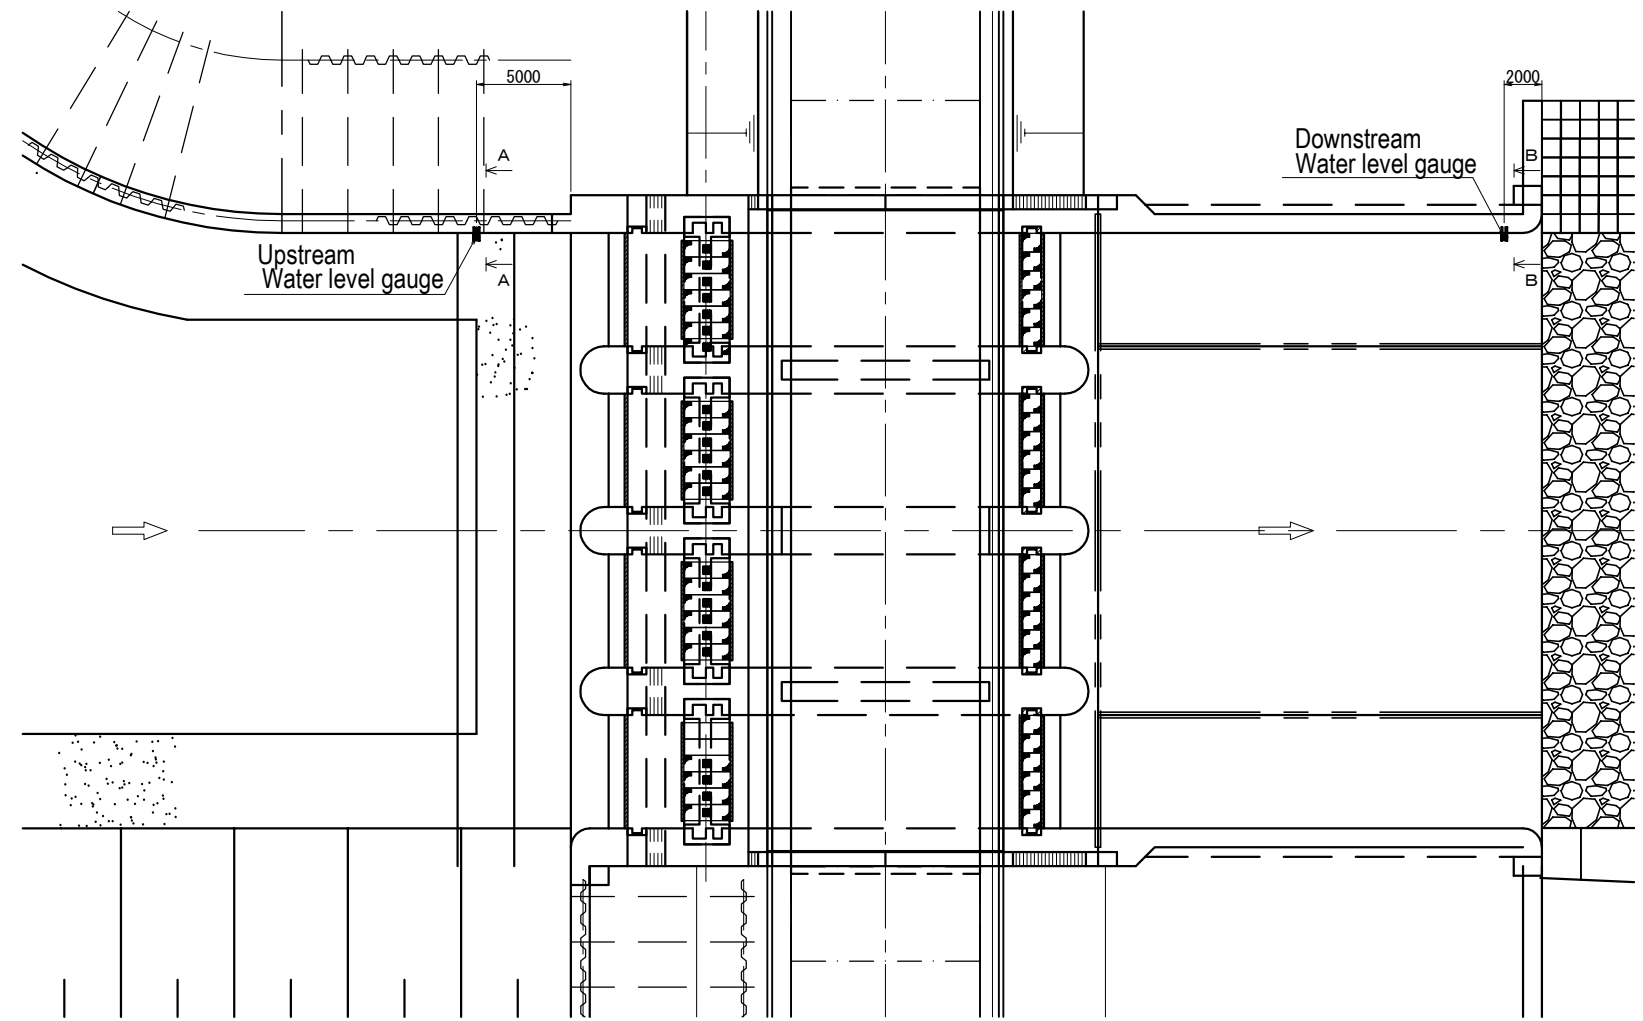 5000
2000
A
Downstream
Water level gauge
B
Upstream
Water level gauge
A
B